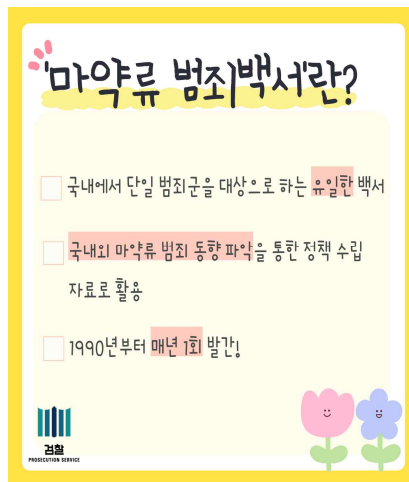 '마약류 범죄백서'란?
국내에서 단일 범죄군을 대상으로 하는 유일한 백서
국내외 마약류 범죄 동향 파악을 통한 정책 수립
자료로 활용
1990년부터 매년 1회 발간!
검찰
PROSECUTION SERVICE